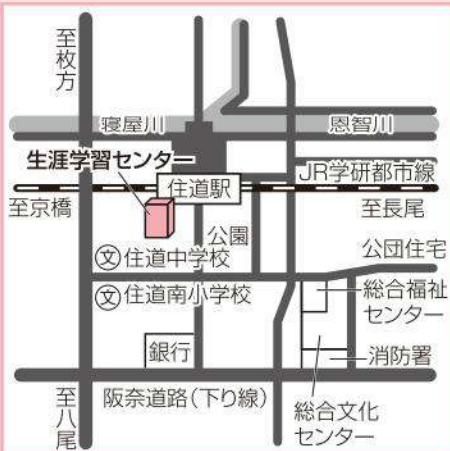 至枚方
寝屋川
恩智川
生涯学習センター
JR学研都市線
住道駅
至京橋
至長尾
公園
公団住宅
文住道中学校
文住道南小学校
総合福祉
センター
銀行
消防署
阪奈道路(下り線)
至八尾
総合文化
センター